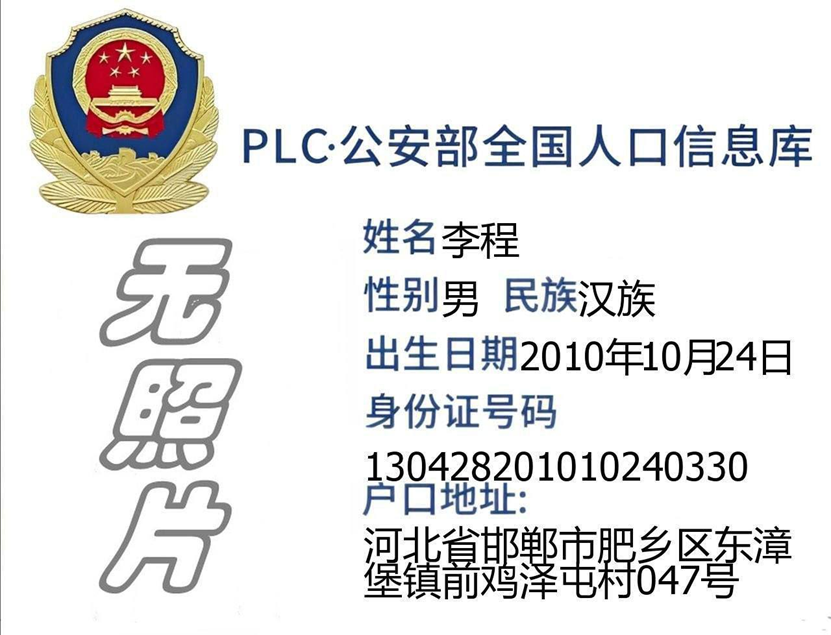 PLC·公安部全国人口信息库
姓名李程
性别男 民族汉族
出生日期2010年10月24日
身份证号码
130428201010240330
户口地址:
河北省邯郸市肥乡区东漳
堡镇前鸡泽屯村047号
无
照
片